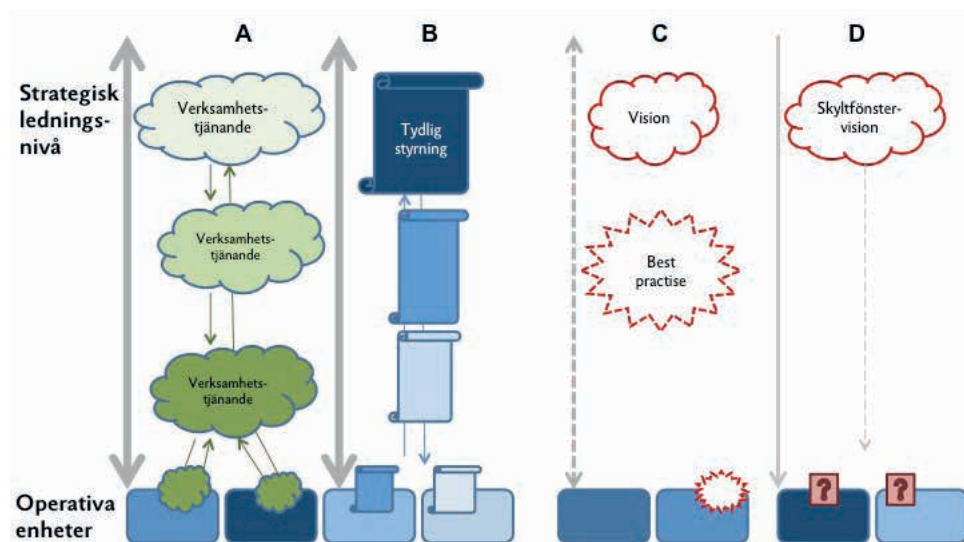 A
B
C
D
Strategisk
lednings-
nivå
Verksamhets-
tjänande
Tydlig
styrning
Vision
Skyltfönster-
vision
Verksamhets-
tjänande
Best
practise
Verksamhets-
tjänande
Operativa
enheter
?
?